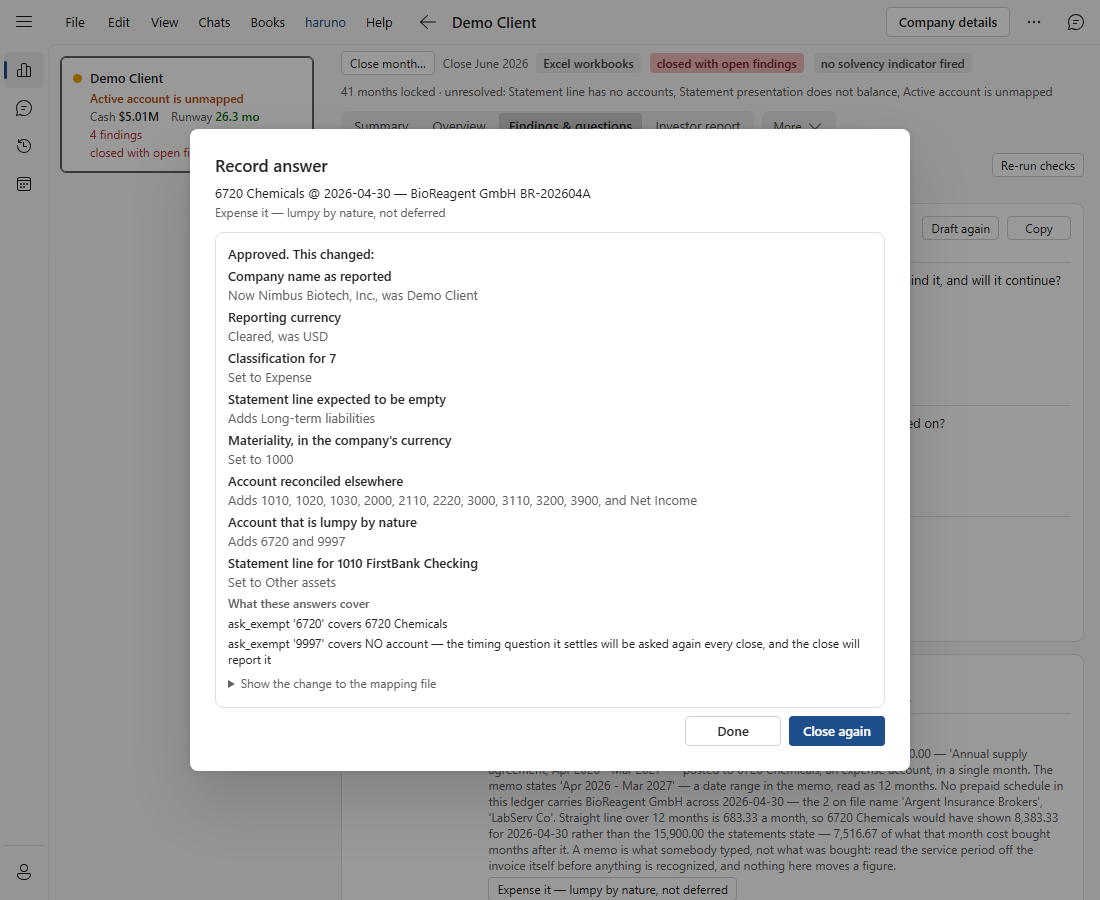 File Edit View Chats Books haruno Help Demo Client Company details
Demo Client
Active account is unmapped
Cash $5.01M Runway 26.3 mo
4 findings
closed with open fi
Close month... Close June 2026 Excel workbooks closed with open findings no solvency indicator fired
41 months locked · unresolved: Statement line has no accounts, Statement presentation does not balance, Active account is unmapped
Summary Overview Findings & questions Investor report More
Re-run checks
Draft again Copy
ind it, and will it continue?
ed on?
Record answer
6720 Chemicals @ 2026-04-30 — BioReagent GmbH BR-202604A
Expense it — lumpy by nature, not deferred
Approved. This changed:
Company name as reported
Now Nimbus Biotech, Inc., was Demo Client
Reporting currency
Cleared, was USD
Classification for 7
Set to Expense
Statement line expected to be empty
Adds Long-term liabilities
Materiality, in the company's currency
Set to 1000
Account reconciled elsewhere
Adds 1010, 1020, 1030, 2000, 2110, 2220, 3000, 3110, 3200, 3900, and Net Income
Account that is lumpy by nature
Adds 6720 and 9997
Statement line for 1010 FirstBank Checking
Set to Other assets
What these answers cover
ask_exempt '6720' covers 6720 Chemicals
ask_exempt '9997' covers NO account — the timing question it settles will be asked again every close, and the close will
report it
Show the change to the mapping file
Done Close again
0.00 — 'Annual supply
agreement, Apr 2026 - Mar 2027' — posted to 6720 Chemicals, an expense account, in a single month. The
memo states 'Apr 2026 - Mar 2027' — a date range in the memo, read as 12 months. No prepaid schedule in
this ledger carries BioReagent GmbH across 2026-04-30 — the 2 on file name 'Argent Insurance Brokers',
'LabServ Co'. Straight line over 12 months is 683.33 a month, so 6720 Chemicals would have shown 8,383.33
for 2026-04-30 rather than the 15,900.00 the statements state — 7,516.67 of what that month cost bought
months after it. A memo is what somebody typed, not what was bought: read the service period off the
invoice itself before anything is recognized, and nothing here moves a figure.
Expense it — lumpy by nature, not deferred